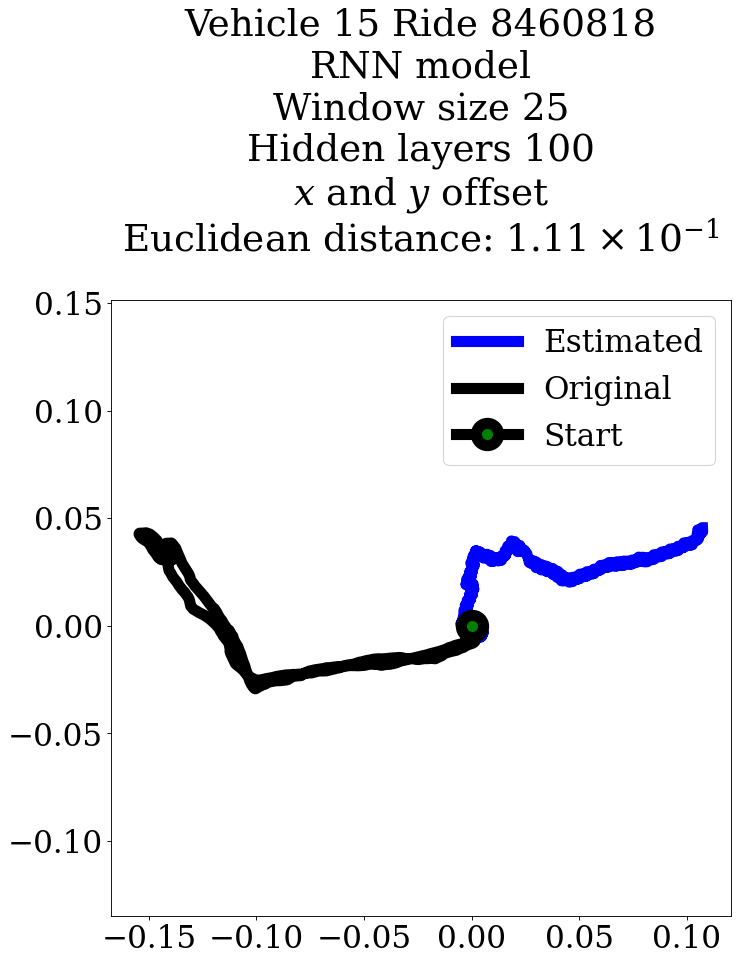 Vehicle 15 Ride 8460818
RNN model
Window size 25
Hidden layers 100
x and y offset
Euclidean distance: 1.11 × 10⁻¹
0.15
0.10
0.05
0.00
−0.05
−0.10
Estimated
Original
Start
−0.15 −0.10 −0.05 0.00 0.05 0.10